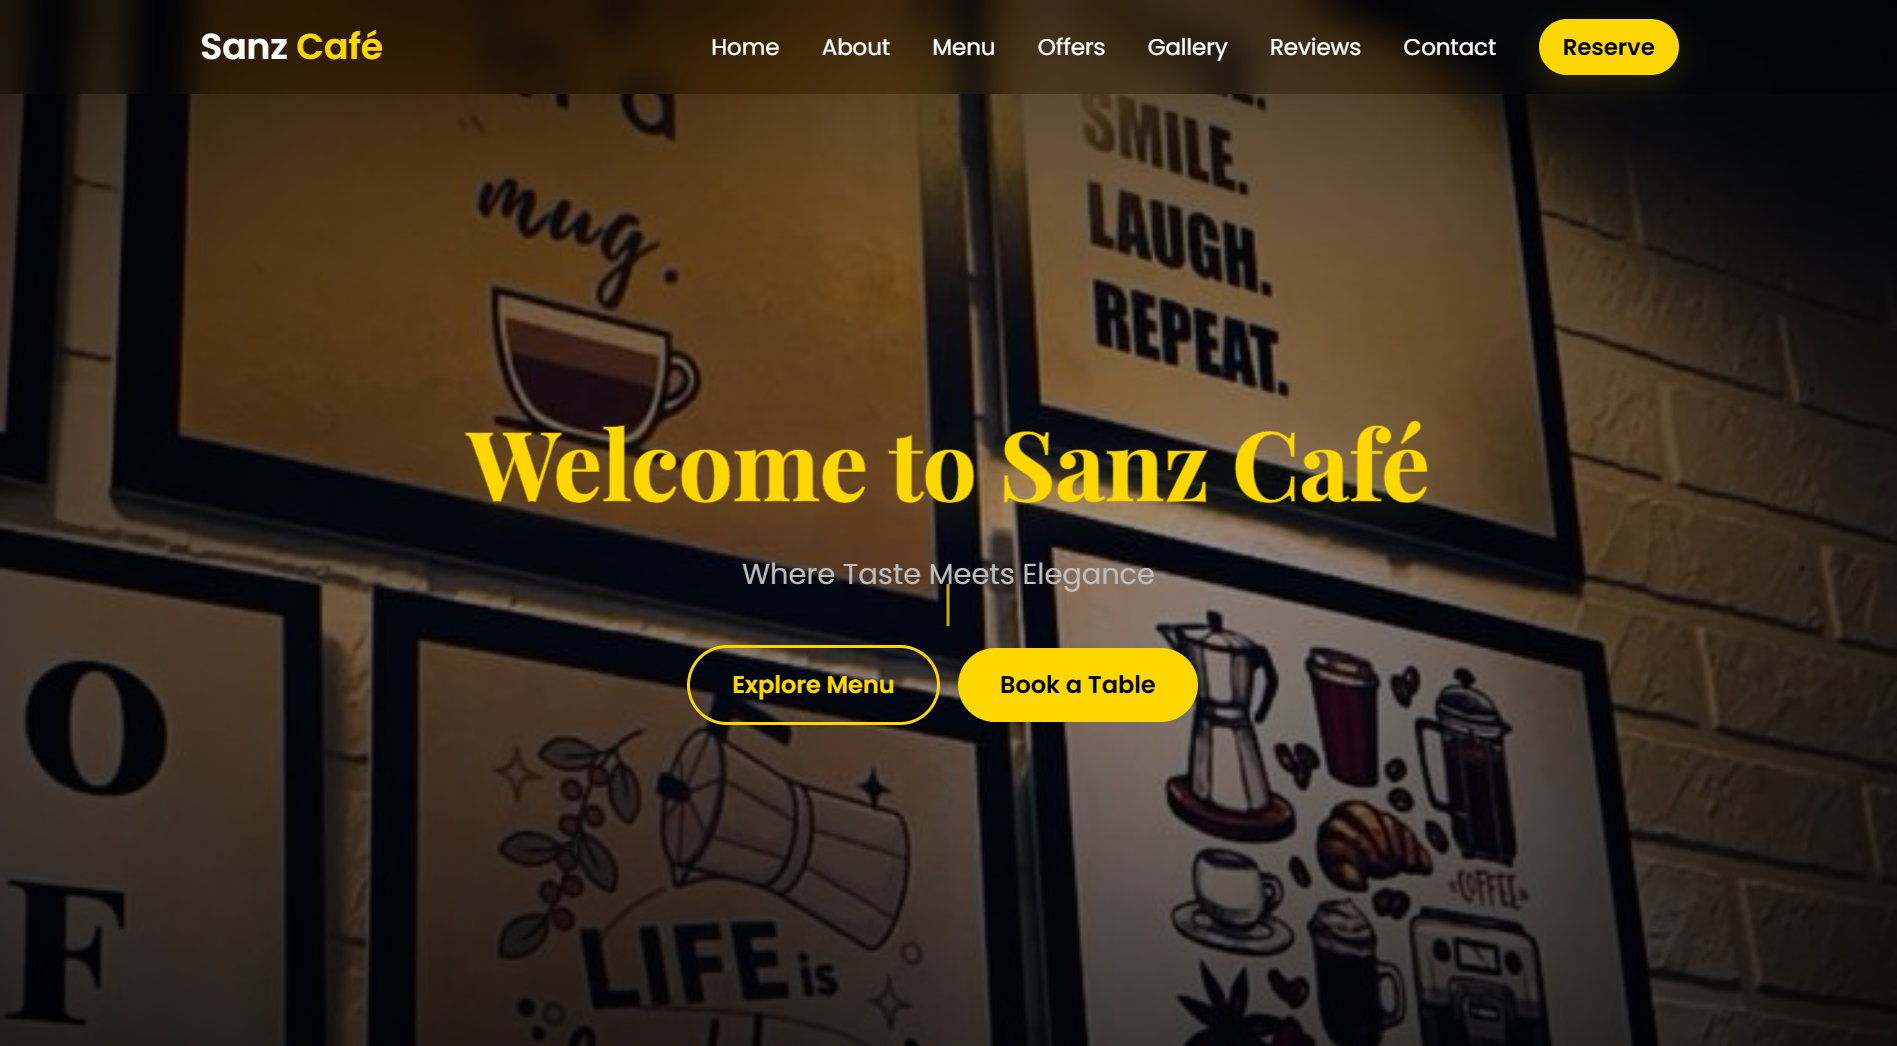 Sanz Café
Home About Menu Offers Gallery Reviews Contact Reserve
a
mug.
SMILE.
LAUGH.
REPEAT.
Welcome to Sanz Café
Where Taste Meets Elegance
Explore Menu Book a Table
O
F
COFFEE
LIFE is